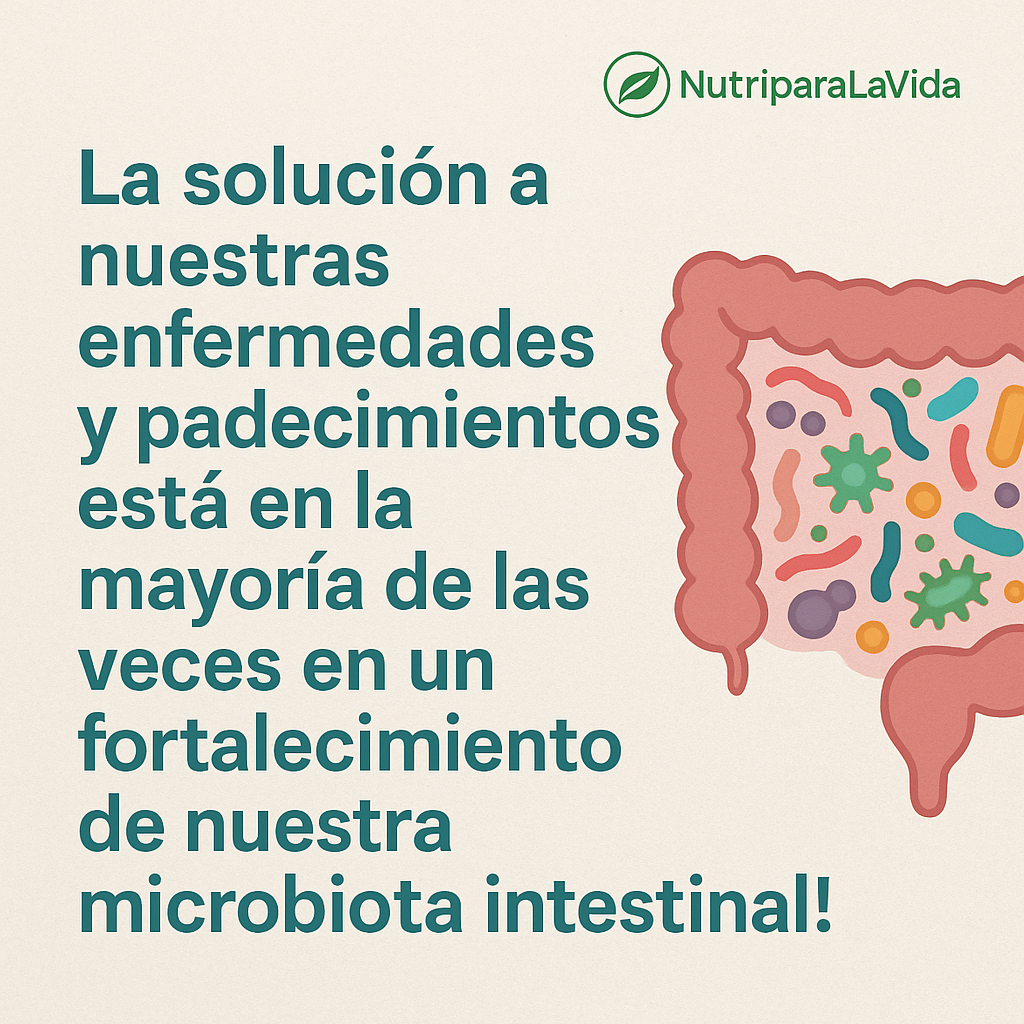 NutriparaLaVida
La solución a
nuestras
enfermedades
y padecimientos
está en la
mayoría de las
veces en un
fortalecimiento
de nuestra
microbiota intestinal!